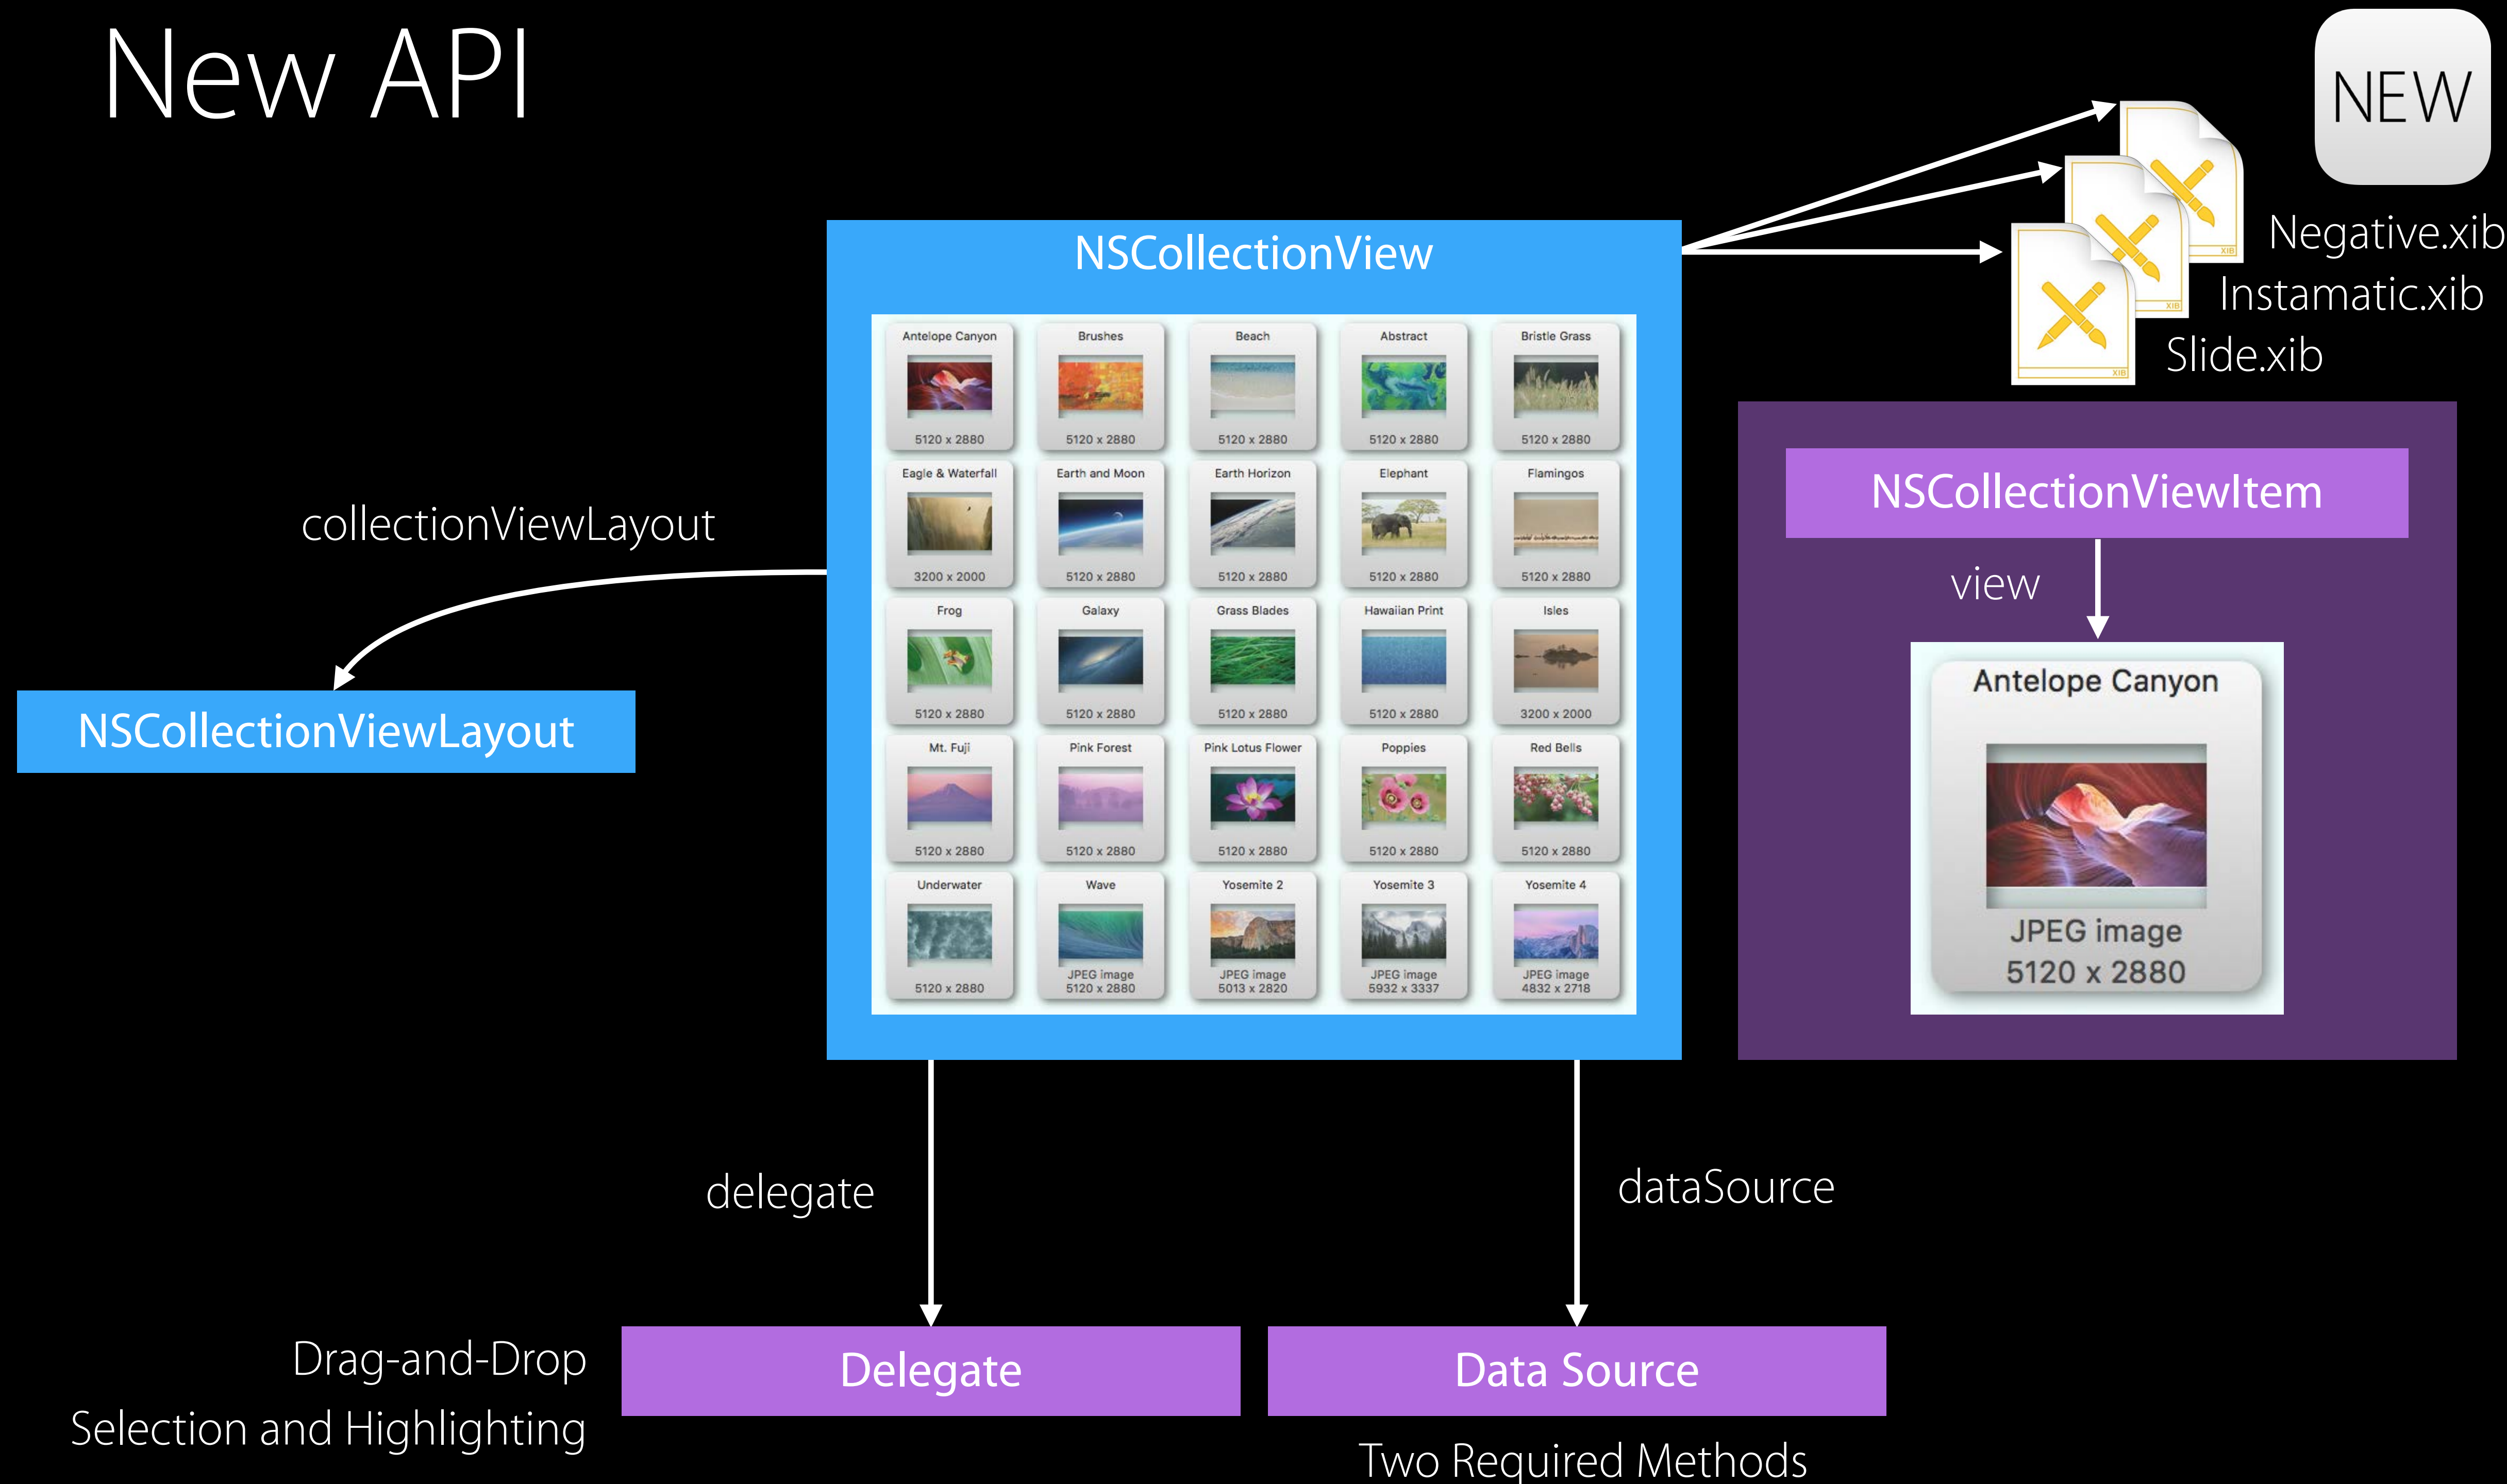 New API
NEW
Negative.xib
Instamatic.xib
Slide.xib
XIB
XIB
XIB
NSCollectionView
Antelope Canyon
5120 x 2880
Brushes
5120 x 2880
Beach
5120 x 2880
Abstract
5120 x 2880
Bristle Grass
5120 x 2880
Eagle & Waterfall
3200 x 2000
Earth and Moon
5120 x 2880
Earth Horizon
5120 x 2880
Elephant
5120 x 2880
Flamingos
5120 x 2880
Frog
5120 x 2880
Galaxy
5120 x 2880
Grass Blades
5120 x 2880
Hawaiian Print
5120 x 2880
Isles
3200 x 2000
Mt. Fuji
5120 x 2880
Pink Forest
5120 x 2880
Pink Lotus Flower
5120 x 2880
Poppies
5120 x 2880
Red Bells
5120 x 2880
Underwater
5120 x 2880
Wave
JPEG image
5120 x 2880
Yosemite 2
JPEG image
5013 x 2820
Yosemite 3
JPEG image
5932 x 3337
Yosemite 4
JPEG image
4832 x 2718
NSCollectionViewItem
view
Antelope Canyon
JPEG image
5120 x 2880
collectionViewLayout
NSCollectionViewLayout
delegate
dataSource
Drag-and-Drop
Selection and Highlighting
Delegate
Data Source
Two Required Methods